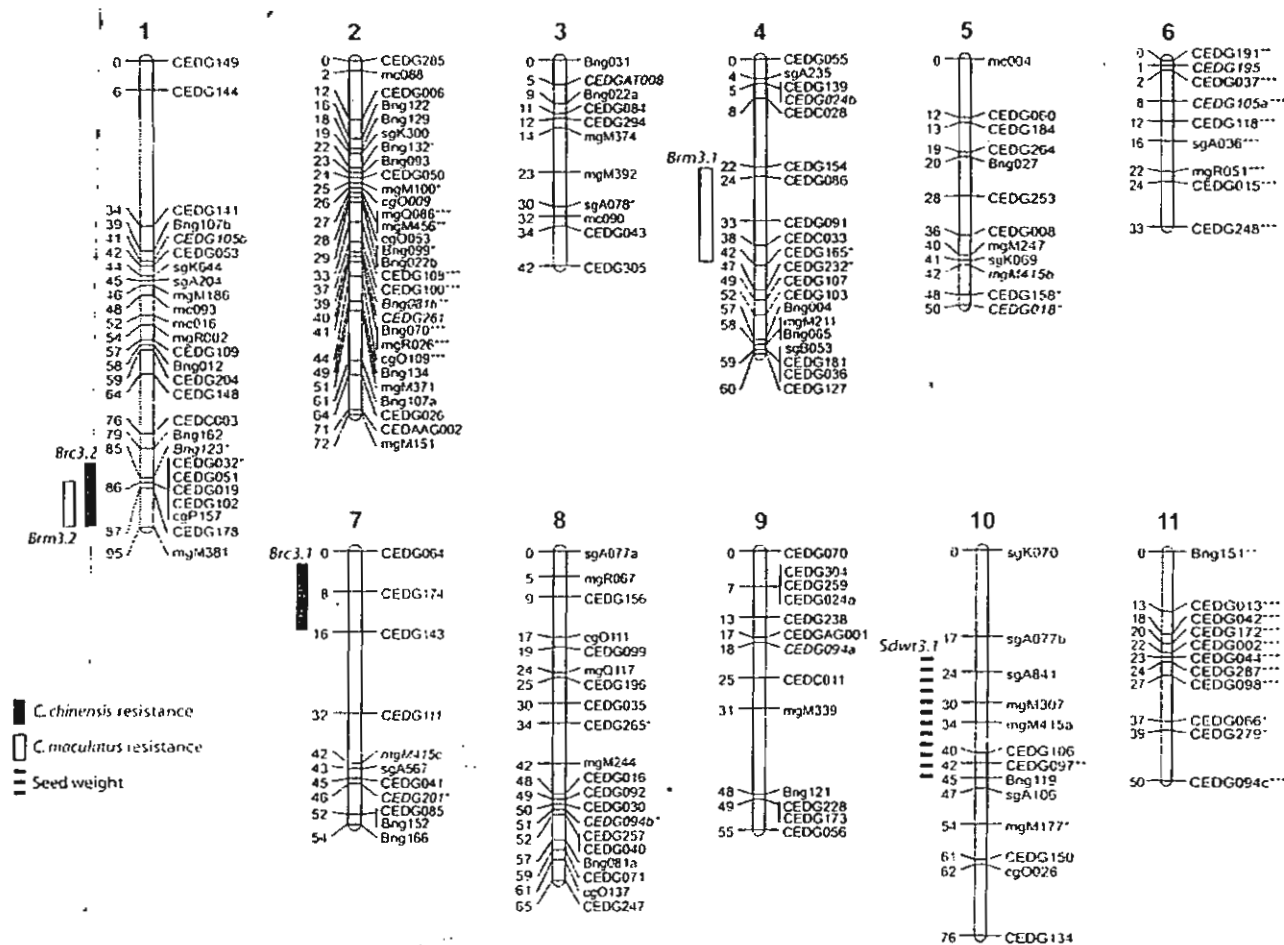 1
0 CEDG149
6 CEDG144
34 CEDG141
39 Bng107b
41 CEDG105b
42 CEDG053
44 sgK644
45 sgA204
46 mgM186
48 mc093
52 mc016
54 mgR002
57 CEDG109
58 Bng012
59 CEDG204
64 CEDG148
76 CEDC003
79 Bng162
85 Bng123*
CEDG032*
CEDG051
86 CEDG019
CEDG102
cgP157
87 CEDG178
95 mgM381
Brc3.2
Brm3.2
2
0 CEDG285
2 mc088
12 CEDG006
16 Bng122
18 Bng129
19 sgK300
22 Bng132*
23 Bng093
24 CEDG050
25 mgM100*
26 cgO009
mgQ086***
27 mgM456**
28 cgO053
29 Bng099*
29 Bng022b
33 CEDG109***
37 CEDG100***
39 Bng081b**
40 CEDG261
41 Bng070***
mgR026***
44 cgO109***
49 Bng134
51 mgM371
61 Bng107a
64 CEDG026
71 CEDAAG002
72 mgM151
3
0 Bng031
5 CEDGAT008
9 Bng022a
11 CEDG084
12 CEDG294
14 mgM374
23 mgM392
30 sgA078*
32 mc090
34 CEDG043
42 CEDG305
4
0 CEDG055
4 sgA235
5 CEDG139
CEDG024b
8 CEDC028
22 CEDG154
24 CEDG086
33 CEDG091
38 CEDC033
42 CEDG165*
47 CEDG232*
49 CEDG107
52 CEDG103
57 Bng004
58 mgM211
Bng065
sgB053
59 CEDG181
CEDG036
60 CEDG127
Brm3.1
5
0 mc004
12 CEDG060
13 CEDG184
19 CEDG264
20 Bng027
28 CEDG253
36 CEDG008
40 mgM247
41 sgK069
42 mgM415b
48 CEDG158*
50 CEDG018*
6
0 CEDG191**
1 CEDG195
2 CEDG037***
8 CEDG105a***
12 CEDG118***
16 sgA036***
22 mgR051***
24 CEDG015***
33 CEDG248***
7
Brc3.1
0 CEDG064
8 CEDG174
16 CEDG143
32 CEDG111
42 mgM415c
43 sgA567
45 CEDG041
46 CEDG201*
52 CEDG085
Bng152
54 Bng166
8
0 sgA077a
5 mgR067
9 CEDG156
17 cgO111
19 CEDG099
24 mgQ117
25 CEDG196
30 CEDG035
34 CEDG265*
42 mgM244
48 CEDG016
49 CEDG092
50 CEDG030
51 CEDG094b*
52 CEDG257
CEDG040
57 Bng081a
59 CEDG071
61 cgO137
65 CEDG247
9
0 CEDG070
CEDG304
7 CEDG259
CEDG024a
13 CEDG238
17 CEDGAG001
18 CEDG094a
25 CEDC011
31 mgM339
48 Bng121
49 CEDG228
CEDG173
55 CEDG056
10
0 sgK070
Sdwt3.1
17 sgA077b
24 sgA841
30 mgM307
34 mgM415a
40 CEDG106
42 CEDG097**
45 Bng119
47 sgA106
54 mgM177*
61 CEDG150
62 cgO026
76 CEDG134
11
0 Bng151**
13 CEDG013***
18 CEDG042***
20 CEDG172***
22 CEDG002***
23 CEDG044***
24 CEDG287***
27 CEDG098***
37 CEDG066*
39 CEDG279*
50 CEDG094c***
C. chinensis resistance
C. maculatus resistance
Seed weight